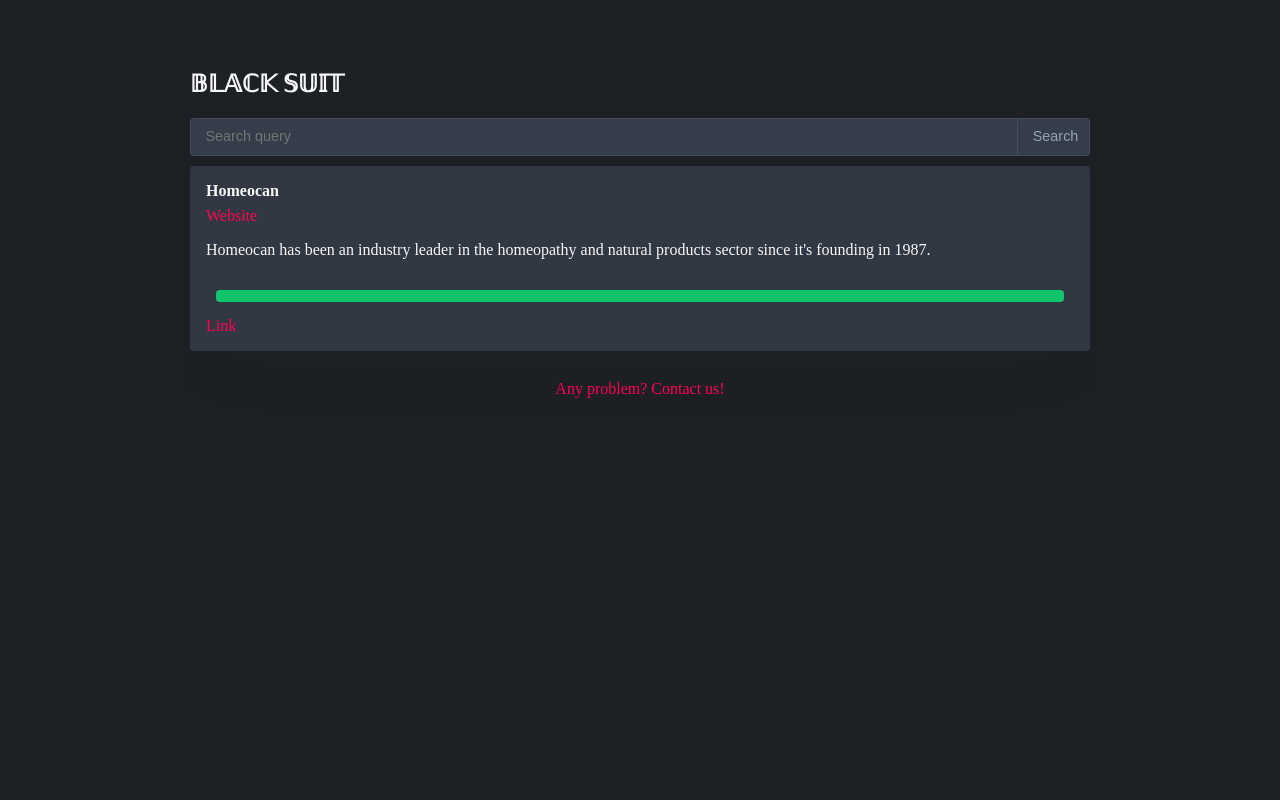 BLACK SUIT
Search query
Search
Homeocan
Website
Homeocan has been an industry leader in the homeopathy and natural products sector since it's founding in 1987.
Link
Any problem? Contact us!